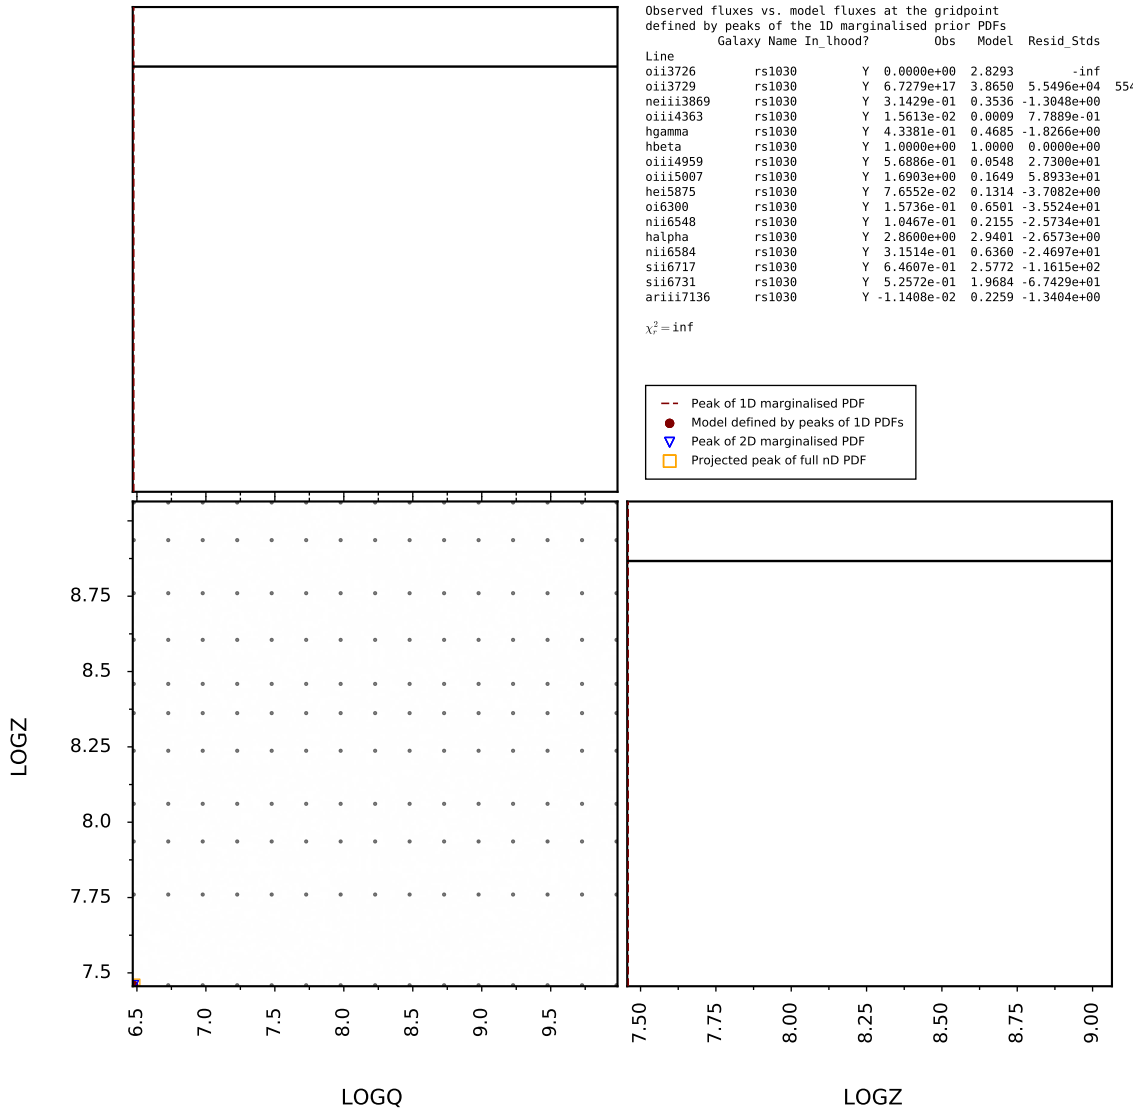 Observed fluxes vs. model fluxes at the gridpoint
defined by peaks of the 1D marginalised prior PDFs
Galaxy Name In_lhood? Obs Model Resid_Stds
Line
oii3726 rs1030 Y 0.0000e+00 2.8293 -inf
oii3729 rs1030 Y 6.7279e+17 3.8650 5.5496e+04 554
neiii3869 rs1030 Y 3.1429e-01 0.3536 -1.3048e+00
oiii4363 rs1030 Y 1.5613e-02 0.0009 7.7889e-01
hgamma rs1030 Y 4.3381e-01 0.4685 -1.8266e+00
hbeta rs1030 Y 1.0000e+00 1.0000 0.0000e+00
oiii4959 rs1030 Y 5.6886e-01 0.0548 2.7300e+01
oiii5007 rs1030 Y 1.6903e+00 0.1649 5.8933e+01
hei5875 rs1030 Y 7.6552e-02 0.1314 -3.7082e+00
oi6300 rs1030 Y 1.5736e-01 0.6501 -3.5524e+01
nii6548 rs1030 Y 1.0467e-01 0.2155 -2.5734e+01
halpha rs1030 Y 2.8600e+00 2.9401 -2.6573e+00
nii6584 rs1030 Y 3.1514e-01 0.6360 -2.4697e+01
sii6717 rs1030 Y 6.4607e-01 2.5772 -1.1615e+02
sii6731 rs1030 Y 5.2572e-01 1.9684 -6.7429e+01
ariii7136 rs1030 Y -1.1408e-02 0.2259 -1.3404e+00
χ²ᵣ = inf
Peak of 1D marginalised PDF
Model defined by peaks of 1D PDFs
Peak of 2D marginalised PDF
Projected peak of full nD PDF
LOGZ
8.75
8.5
8.25
8.0
7.75
7.5
6.5 7.0 7.5 8.0 8.5 9.0 9.5
LOGQ
7.50 7.75 8.00 8.25 8.50 8.75 9.00
LOGZ